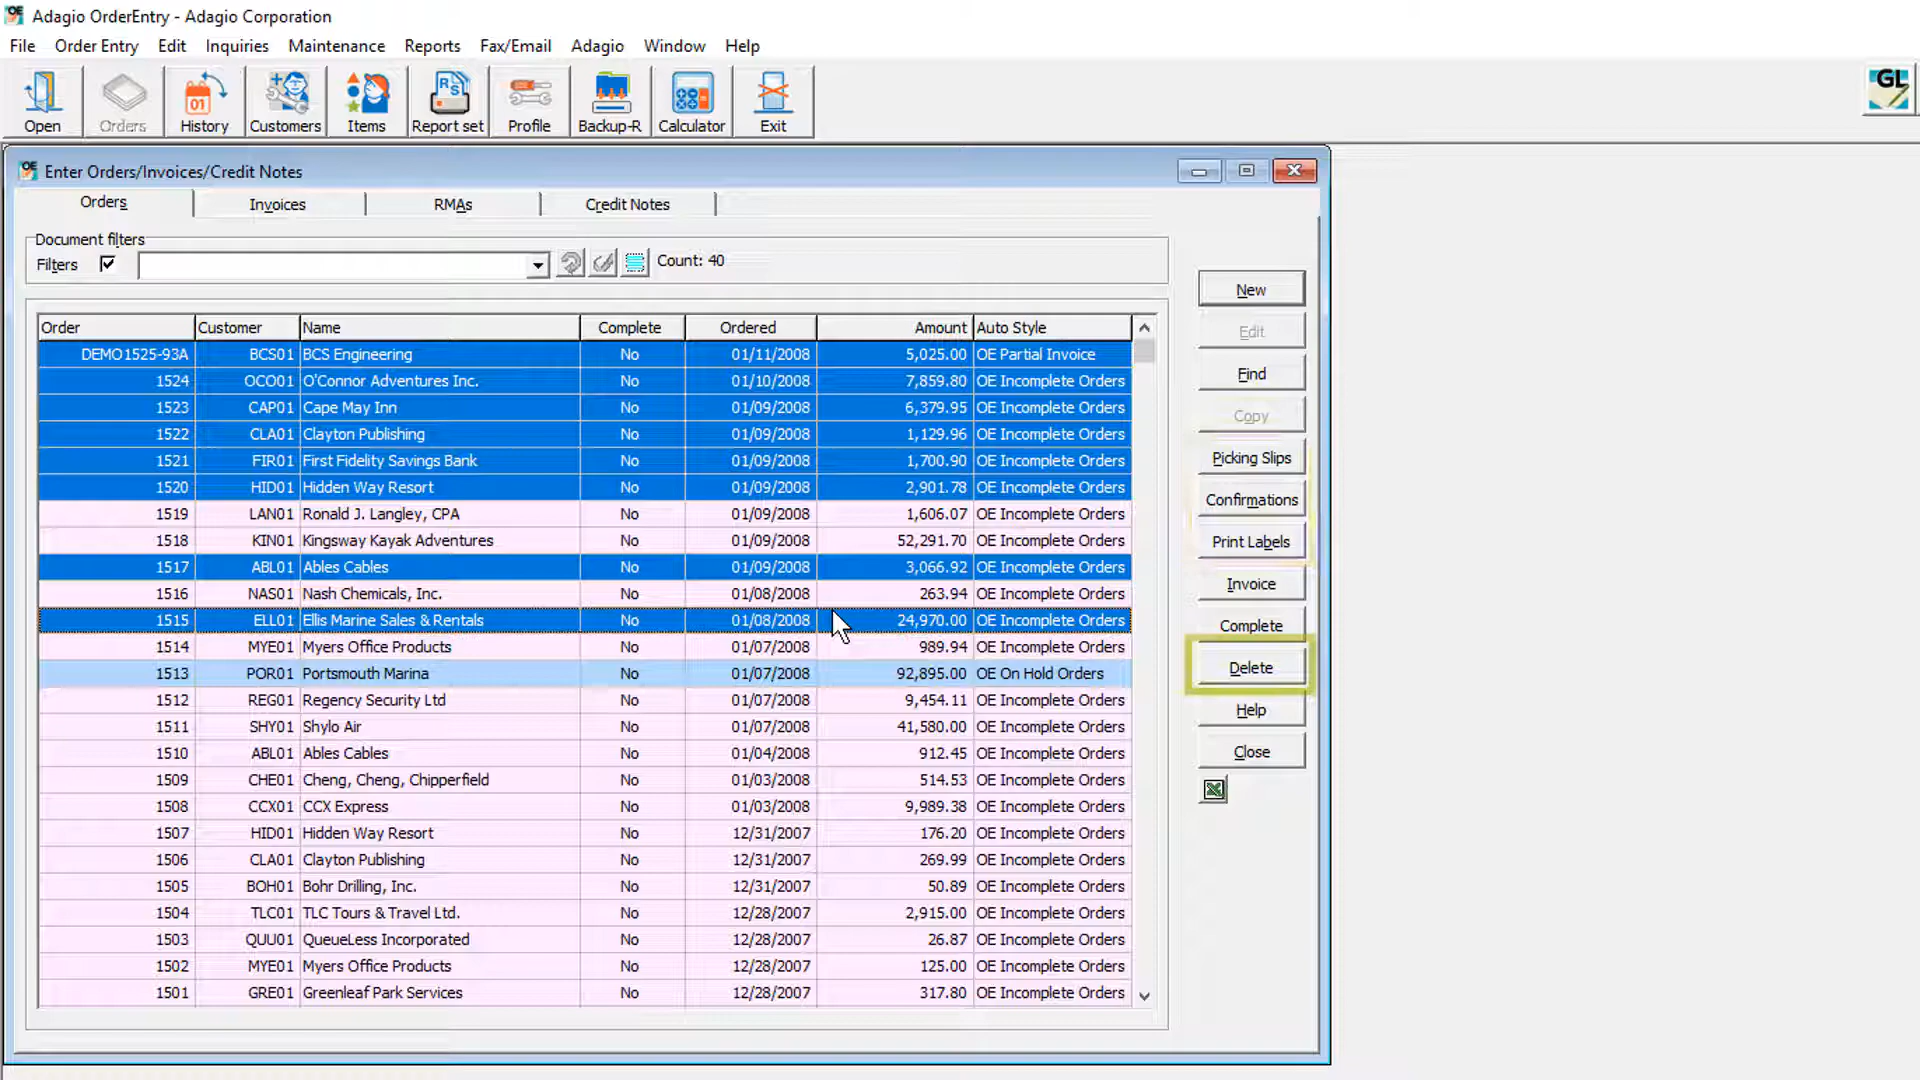 OE Adagio OrderEntry - Adagio Corporation
File Order Entry Edit Inquiries Maintenance Reports Fax/Email Adagio Window Help
Open Orders History Customers Items Report set Profile Backup-R Calculator Exit
01 R$S GL
OE Enter Orders/Invoices/Credit Notes
Orders Invoices RMAs Credit Notes
Document filters
Filters Count: 40
Order Customer Name Complete Ordered Amount Auto Style
DEMO1525-93A BCS01 BCS Engineering No 01/11/2008 5,025.00 OE Partial Invoice
1524 OCO01 O'Connor Adventures Inc. No 01/10/2008 7,859.80 OE Incomplete Orders
1523 CAP01 Cape May Inn No 01/09/2008 6,379.95 OE Incomplete Orders
1522 CLA01 Clayton Publishing No 01/09/2008 1,129.96 OE Incomplete Orders
1521 FIR01 First Fidelity Savings Bank No 01/09/2008 1,700.90 OE Incomplete Orders
1520 HID01 Hidden Way Resort No 01/09/2008 2,901.78 OE Incomplete Orders
1519 LAN01 Ronald J. Langley, CPA No 01/09/2008 1,606.07 OE Incomplete Orders
1518 KIN01 Kingsway Kayak Adventures No 01/09/2008 52,291.70 OE Incomplete Orders
1517 ABL01 Ables Cables No 01/09/2008 3,066.92 OE Incomplete Orders
1516 NAS01 Nash Chemicals, Inc. No 01/08/2008 263.94 OE Incomplete Orders
1515 ELL01 Ellis Marine Sales & Rentals No 01/08/2008 24,970.00 OE Incomplete Orders
1514 MYE01 Myers Office Products No 01/07/2008 989.94 OE Incomplete Orders
1513 POR01 Portsmouth Marina No 01/07/2008 92,895.00 OE On Hold Orders
1512 REG01 Regency Security Ltd No 01/07/2008 9,454.11 OE Incomplete Orders
1511 SHY01 Shylo Air No 01/07/2008 41,580.00 OE Incomplete Orders
1510 ABL01 Ables Cables No 01/04/2008 912.45 OE Incomplete Orders
1509 CHE01 Cheng, Cheng, Chipperfield No 01/03/2008 514.53 OE Incomplete Orders
1508 CCX01 CCX Express No 01/03/2008 9,989.38 OE Incomplete Orders
1507 HID01 Hidden Way Resort No 12/31/2007 176.20 OE Incomplete Orders
1506 CLA01 Clayton Publishing No 12/31/2007 269.99 OE Incomplete Orders
1505 BOH01 Bohr Drilling, Inc. No 12/31/2007 50.89 OE Incomplete Orders
1504 TLC01 TLC Tours & Travel Ltd. No 12/28/2007 2,915.00 OE Incomplete Orders
1503 QUU01 QueueLess Incorporated No 12/28/2007 26.87 OE Incomplete Orders
1502 MYE01 Myers Office Products No 12/28/2007 125.00 OE Incomplete Orders
1501 GRE01 Greenleaf Park Services No 12/28/2007 317.80 OE Incomplete Orders
New
Edit
Find
Copy
Picking Slips
Confirmations
Print Labels
Invoice
Complete
Delete
Help
Close